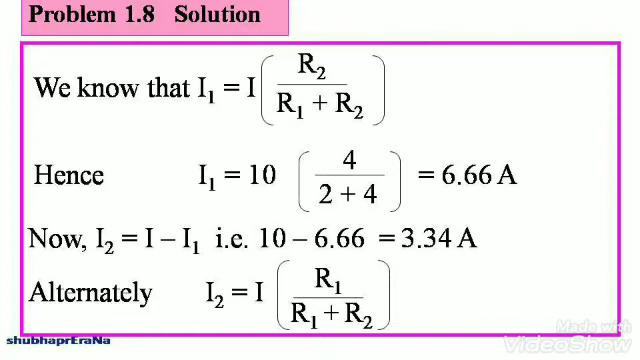 Problem 1.8 Solution
We know that I₁ = I ( R₂ / R₁ + R₂ )
Hence I₁ = 10 ( 4 / 2 + 4 ) = 6.66 A
Now, I₂ = I – I₁ i.e. 10 – 6.66 = 3.34 A
Alternately I₂ = I ( R₁ / R₁ + R₂ )
shubhaprEraNa
Made with
VideoShow